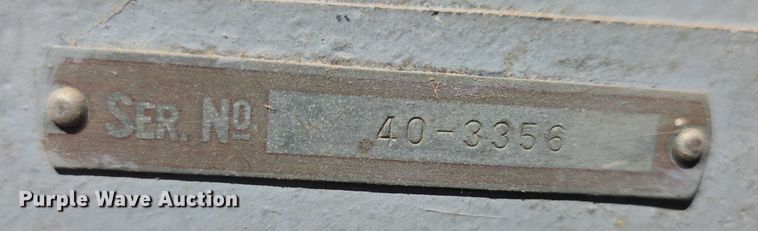 SER. NO 40-3356
Purple Wave Auction